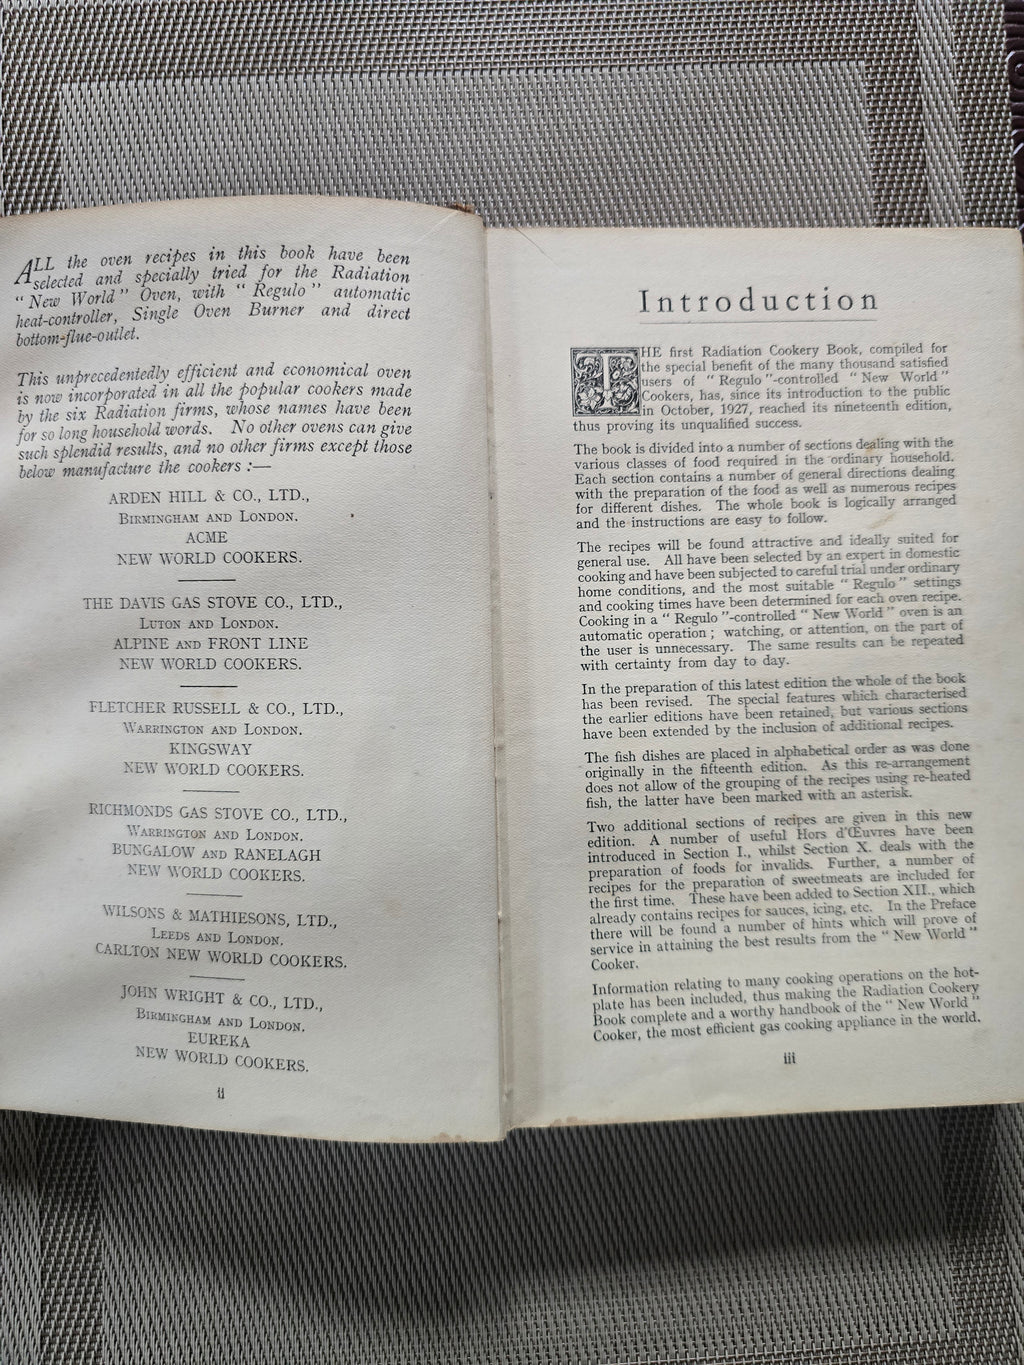 ALL the oven recipes in this book have been
selected and specially tried for the Radiation
“ New World ” Oven, with “ Regulo ” automatic
heat-controller, Single Oven Burner and direct
bottom-flue-outlet.
This unprecedentedly efficient and economical oven
is now incorporated in all the popular cookers made
by the six Radiation firms, whose names have been
for so long household words. No other ovens can give
such splendid results, and no other firms except those
below manufacture the cookers :—
ARDEN HILL & CO., LTD.,
BIRMINGHAM AND LONDON.
ACME
NEW WORLD COOKERS.
THE DAVIS GAS STOVE CO., LTD.,
LUTON AND LONDON.
ALPINE AND FRONT LINE
NEW WORLD COOKERS.
FLETCHER RUSSELL & CO., LTD.,
WARRINGTON AND LONDON.
KINGSWAY
NEW WORLD COOKERS.
RICHMONDS GAS STOVE CO., LTD.,
WARRINGTON AND LONDON.
BUNGALOW AND RANELAGH
NEW WORLD COOKERS.
WILSONS & MATHIESONS, LTD.,
LEEDS AND LONDON.
CARLTON NEW WORLD COOKERS.
JOHN WRIGHT & CO., LTD.,
BIRMINGHAM AND LONDON.
EUREKA
NEW WORLD COOKERS.
ii
Introduction
THE first Radiation Cookery Book, compiled for
the special benefit of the many thousand satisfied
users of “ Regulo ”-controlled “ New World ”
Cookers, has, since its introduction to the public
in October, 1927, reached its nineteenth edition,
thus proving its unqualified success.
The book is divided into a number of sections dealing with the
various classes of food required in the ordinary household.
Each section contains a number of general directions dealing
with the preparation of the food as well as numerous recipes
for different dishes. The whole book is logically arranged
and the instructions are easy to follow.
The recipes will be found attractive and ideally suited for
general use. All have been selected by an expert in domestic
cooking and have been subjected to careful trial under ordinary
home conditions, and the most suitable “ Regulo ” settings
and cooking times have been determined for each oven recipe.
Cooking in a “ Regulo ”-controlled “ New World ” oven is an
automatic operation ; watching, or attention, on the part of
the user is unnecessary. The same results can be repeated
with certainty from day to day.
In the preparation of this latest edition the whole of the book
has been revised. The special features which characterised
the earlier editions have been retained, but various sections
have been extended by the inclusion of additional recipes.
The fish dishes are placed in alphabetical order as was done
originally in the fifteenth edition. As this re-arrangement
does not allow of the grouping of the recipes using re-heated
fish, the latter have been marked with an asterisk.
Two additional sections of recipes are given in this new
edition. A number of useful Hors d’Œuvres have been
introduced in Section I., whilst Section X. deals with the
preparation of foods for invalids. Further, a number of
recipes for the preparation of sweetmeats are included for
the first time. These have been added to Section XII., which
already contains recipes for sauces, icing, etc. In the Preface
there will be found a number of hints which will prove of
service in attaining the best results from the “ New World ”
Cooker.
Information relating to many cooking operations on the hot-
plate has been included, thus making the Radiation Cookery
Book complete and a worthy handbook of the “ New World ”
Cooker, the most efficient gas cooking appliance in the world.
iii